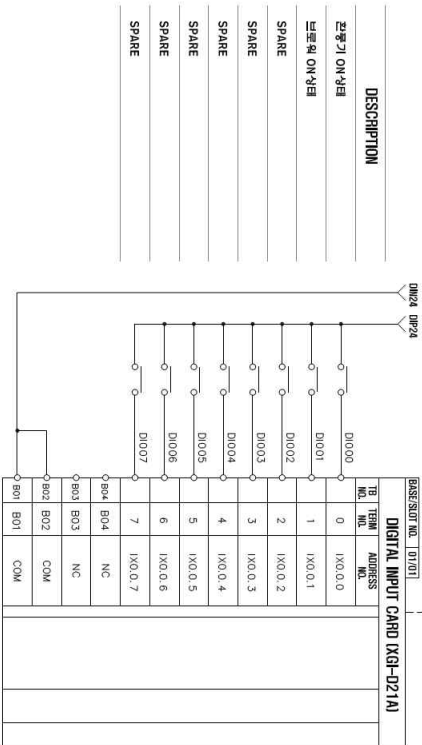 DESCRIPTION
DIN24
DIP24
BASE/SLOT NO. 01/01
DIGITAL INPUT CARD [XGI-D21A]
TB NO. TERM NO. ADDRESS NO.
환풍기 ON상태 DI000 0 IX0.0.0
브로워 ON상태 DI001 1 IX0.0.1
SPARE DI002 2 IX0.0.2
SPARE DI003 3 IX0.0.3
SPARE DI004 4 IX0.0.4
SPARE DI005 5 IX0.0.5
SPARE DI006 6 IX0.0.6
SPARE DI007 7 IX0.0.7
B04 B04 NC
B03 B03 NC
B02 B02 COM
B01 B01 COM